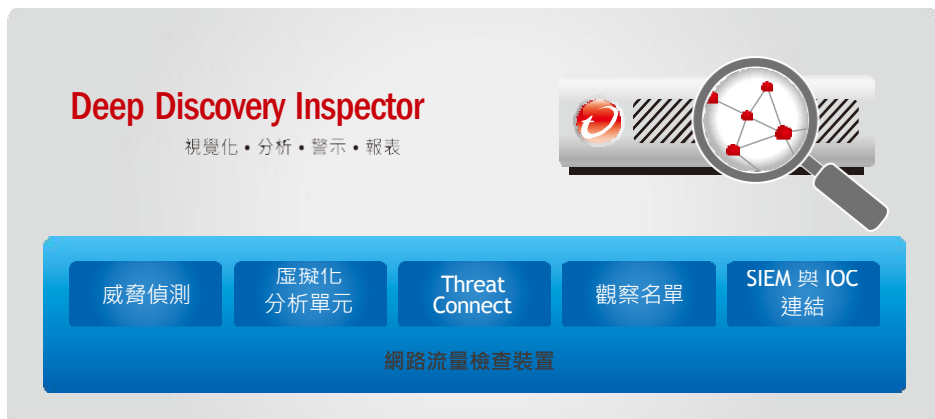 Deep Discovery Inspector
視覺化 • 分析 • 警示 • 報表
威脅偵測
虛擬化
分析單元
Threat
Connect
觀察名單
SIEM 與 IOC
連結
網路流量檢查裝置